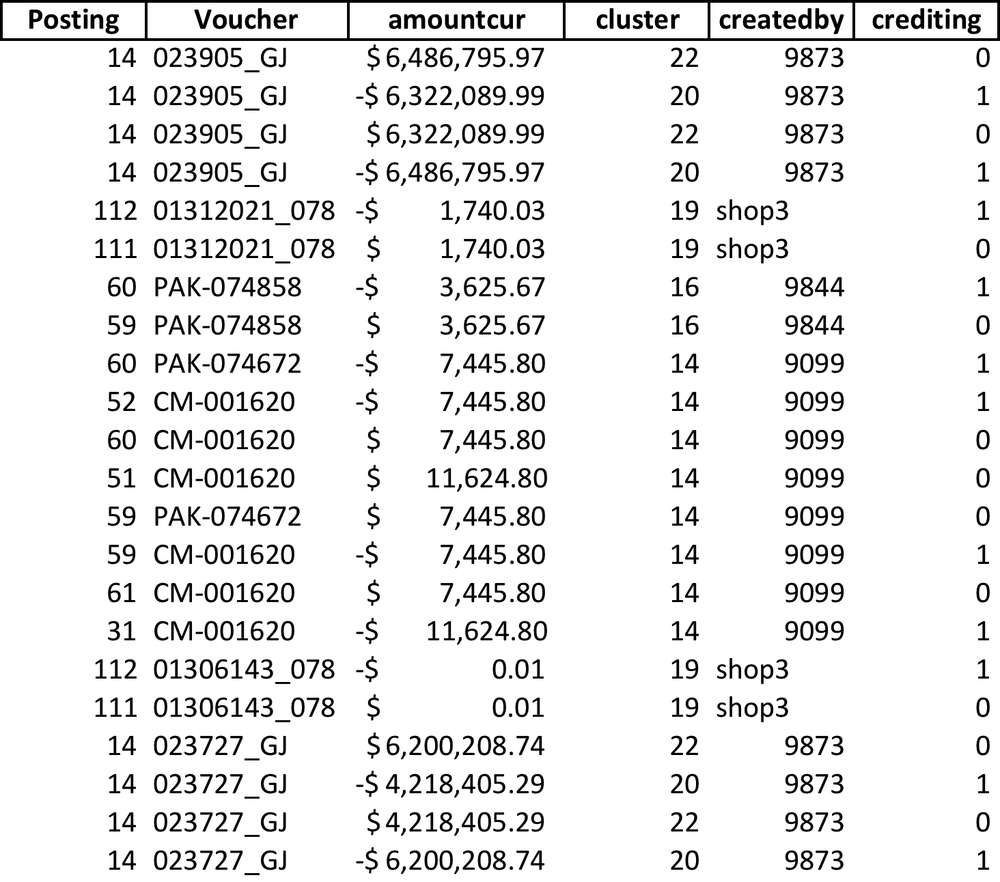 Posting Voucher amountcur cluster createdby crediting
14 023905_GJ $ 6,486,795.97 22 9873 0
14 023905_GJ -$ 6,322,089.99 20 9873 1
14 023905_GJ $ 6,322,089.99 22 9873 0
14 023905_GJ -$ 6,486,795.97 20 9873 1
112 01312021_078 -$ 1,740.03 19 shop3 1
111 01312021_078 $ 1,740.03 19 shop3 0
60 PAK-074858 -$ 3,625.67 16 9844 1
59 PAK-074858 $ 3,625.67 16 9844 0
60 PAK-074672 -$ 7,445.80 14 9099 1
52 CM-001620 -$ 7,445.80 14 9099 1
60 CM-001620 $ 7,445.80 14 9099 0
51 CM-001620 $ 11,624.80 14 9099 0
59 PAK-074672 $ 7,445.80 14 9099 0
59 CM-001620 -$ 7,445.80 14 9099 1
61 CM-001620 $ 7,445.80 14 9099 0
31 CM-001620 -$ 11,624.80 14 9099 1
112 01306143_078 -$ 0.01 19 shop3 1
111 01306143_078 $ 0.01 19 shop3 0
14 023727_GJ $ 6,200,208.74 22 9873 0
14 023727_GJ -$ 4,218,405.29 20 9873 1
14 023727_GJ $ 4,218,405.29 22 9873 0
14 023727_GJ -$ 6,200,208.74 20 9873 1